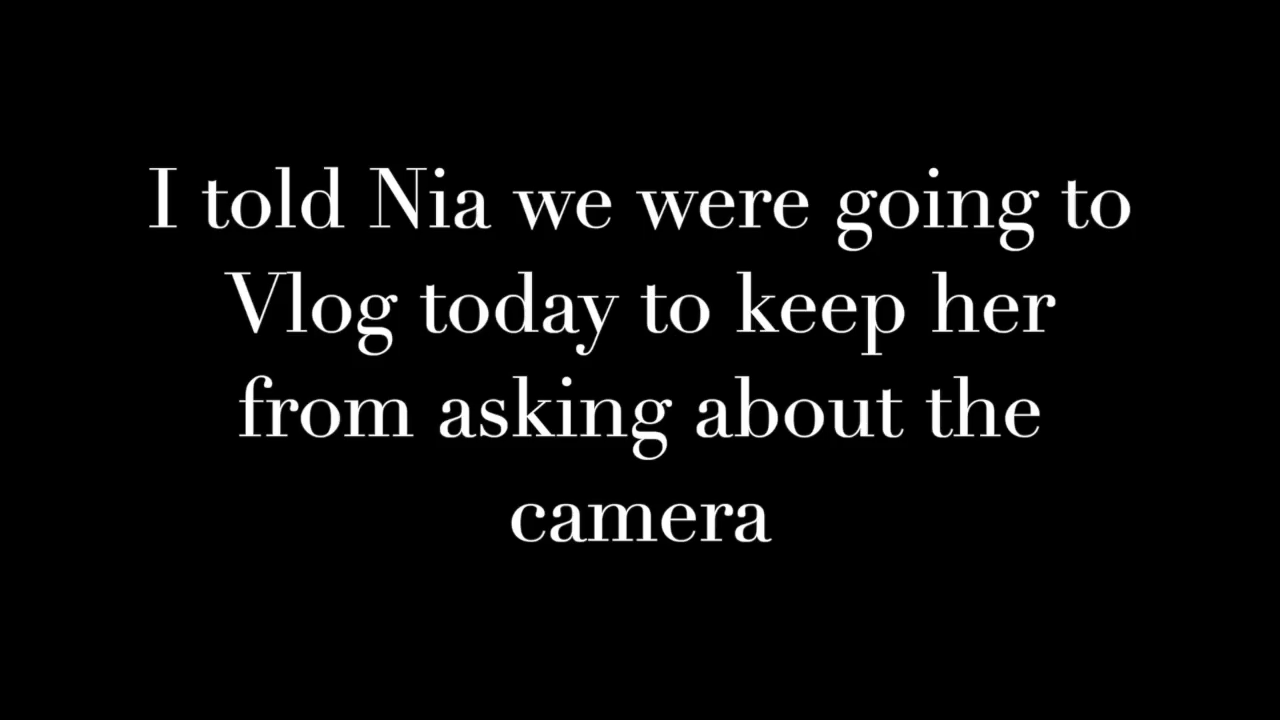 I told Nia we were going to
Vlog today to keep her
from asking about the
camera